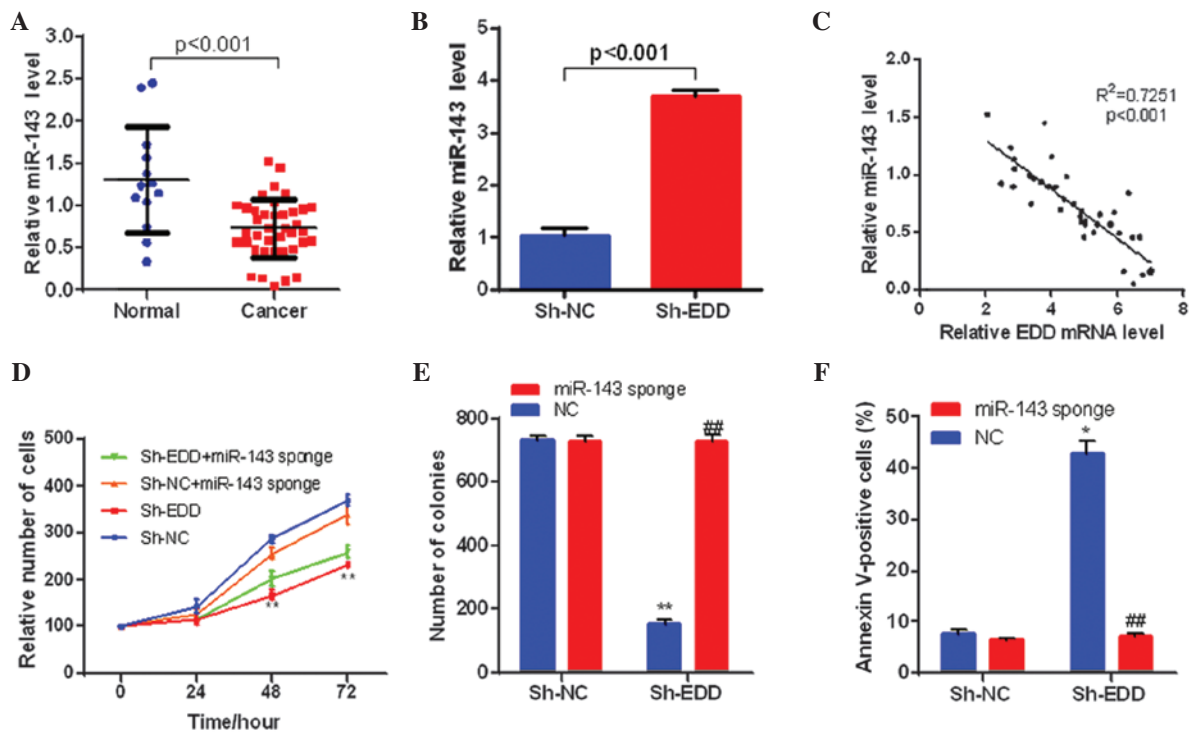 A
Relative miR-143 level
3.0
2.5
2.0
1.5
1.0
0.5
0.0
p<0.001
Normal
Cancer
B
Relative miR-143 level
5
4
3
2
1
0
p<0.001
Sh-NC
Sh-EDD
C
Relative miR-143 level
2.0
1.5
1.0
0.5
0.0
R²=0.7251
p<0.001
0
2
4
6
8
Relative EDD mRNA level
D
Relative number of cells
500
400
300
200
100
0
Sh-EDD+miR-143 sponge
Sh-NC+miR-143 sponge
Sh-EDD
Sh-NC
**
**
0
24
48
72
Time/hour
E
miR-143 sponge
NC
Number of colonies
800
600
400
200
0
**
##
Sh-NC
Sh-EDD
F
miR-143 sponge
NC
Annexin V-positive cells (%)
50
40
30
20
10
0
*
##
Sh-NC
Sh-EDD